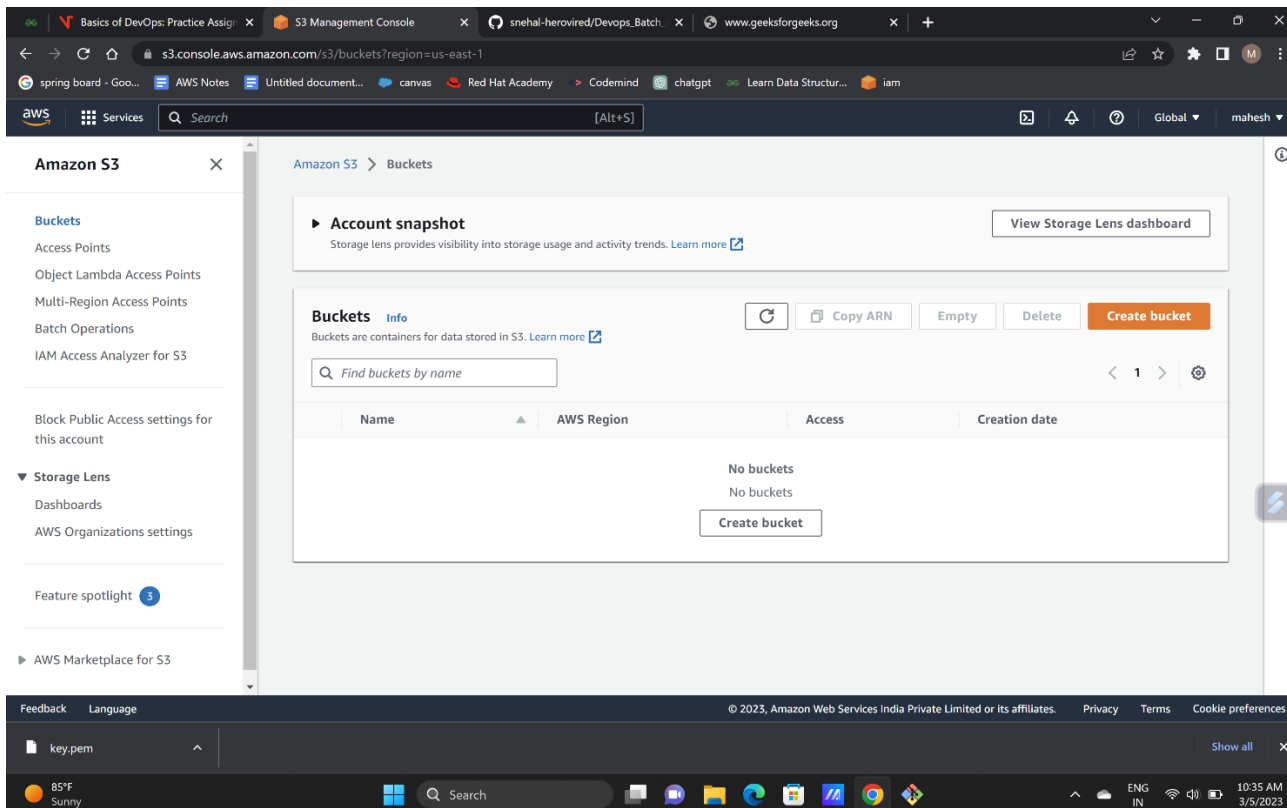 Basics of DevOps: Practice Assign
S3 Management Console
snehal-herovired/Devops_Batch_
www.geeksforgeeks.org
s3.console.aws.amazon.com/s3/buckets?region=us-east-1
M
spring board - Goo...
AWS Notes
Untitled document...
canvas
Red Hat Academy
Codemind
chatgpt
Learn Data Structur...
iam
aws
Services
Search
[Alt+S]
Global
mahesh
Amazon S3
Buckets
Access Points
Object Lambda Access Points
Multi-Region Access Points
Batch Operations
IAM Access Analyzer for S3
Block Public Access settings for
this account
Storage Lens
Dashboards
AWS Organizations settings
Feature spotlight 3
AWS Marketplace for S3
Amazon S3 > Buckets
Account snapshot
Storage lens provides visibility into storage usage and activity trends. Learn more
View Storage Lens dashboard
Buckets Info
Buckets are containers for data stored in S3. Learn more
Copy ARN
Empty
Delete
Create bucket
Find buckets by name
1
Name
AWS Region
Access
Creation date
No buckets
No buckets
Create bucket
Feedback
Language
© 2023, Amazon Web Services India Private Limited or its affiliates.
Privacy
Terms
Cookie preferences
key.pem
Show all
85°F
Sunny
Search
ENG
IN
10:35 AM
3/5/2023